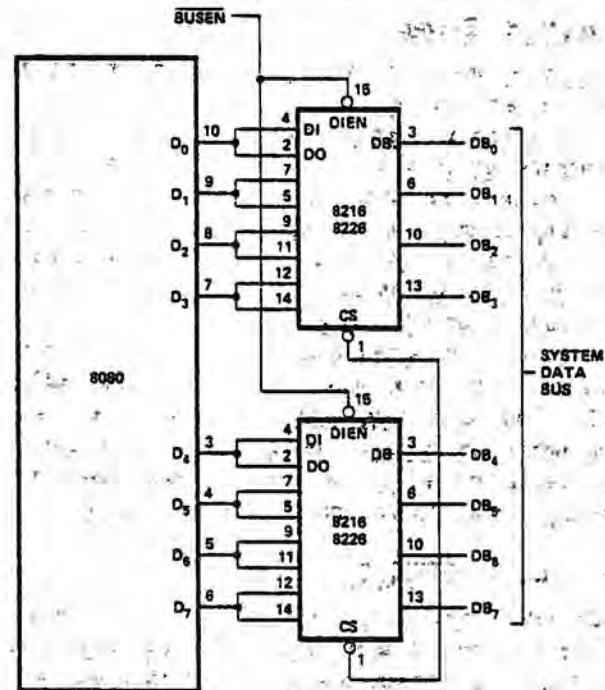 BUSEN
15
DIEN
4
DI
DB
3
DB0
D0
10
2
DO
7
D1
9
5
6
DB1
8216
8226
9
D2
8
11
10
DB2
12
D3
7
14
13
DB3
CS
1
8080
SYSTEM
DATA
BUS
15
DIEN
4
DI
DB
3
DB4
D4
3
2
DO
7
D5
4
5
6
DB5
8216
8226
9
D6
5
11
10
DB6
12
D7
6
14
13
DB7
CS
1